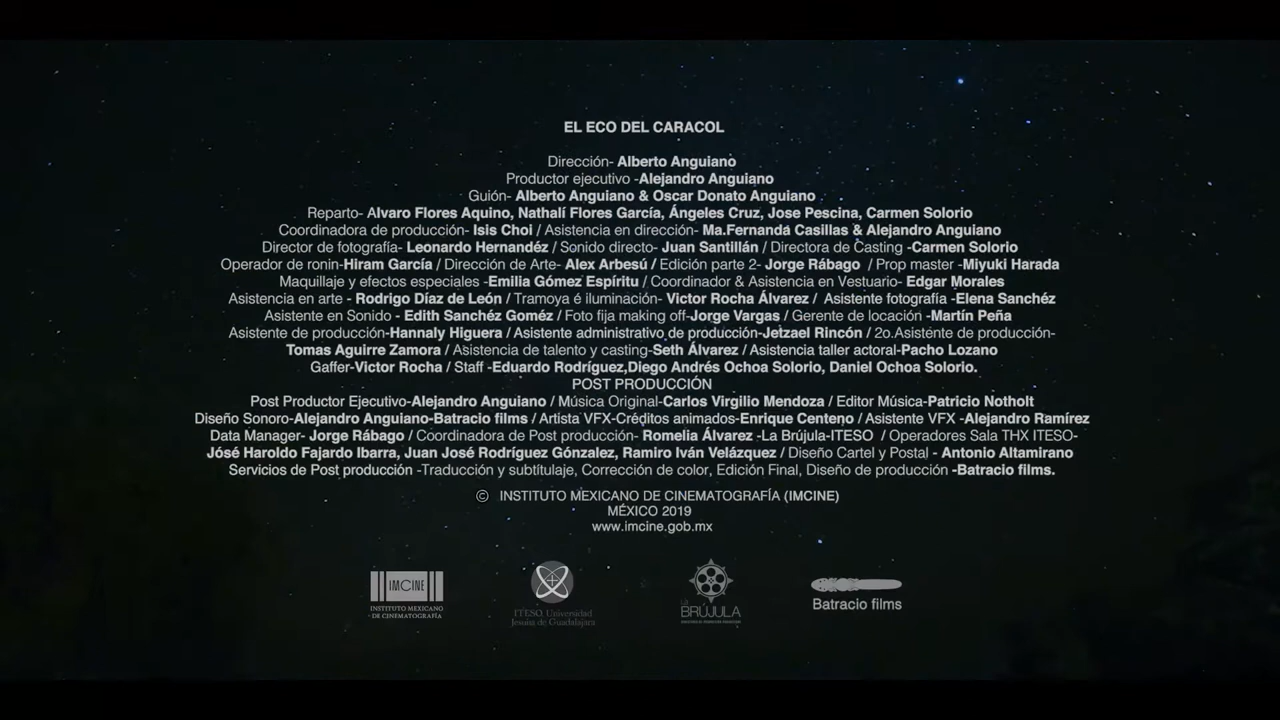 EL ECO DEL CARACOL
Dirección- Alberto Anguiano
Productor ejecutivo -Alejandro Anguiano
Guión- Alberto Anguiano & Oscar Donato Anguiano
Reparto- Alvaro Flores Aquino, Nathalí Flores García, Ángeles Cruz, Jose Pescina, Carmen Solorio
Coordinadora de producción- Isis Choi / Asistencia en dirección- Ma.Fernanda Casillas & Alejandro Anguiano
Director de fotografía- Leonardo Hernandéz / Sonido directo- Juan Santillán / Directora de Casting -Carmen Solorio
Operador de ronin-Hiram García / Dirección de Arte- Alex Arbesú / Edición parte 2- Jorge Rábago / Prop master -Miyuki Harada
Maquillaje y efectos especiales -Emilia Gómez Espíritu / Coordinador & Asistencia en Vestuario- Edgar Morales
Asistencia en arte - Rodrigo Díaz de León / Tramoya é iluminación- Victor Rocha Álvarez / Asistente fotografía -Elena Sanchéz
Asistente en Sonido - Edith Sanchez Goméz / Foto fija making off-Jorge Vargas / Gerente de locación -Martín Peña
Asistente de producción-Hannaly Higuera / Asistente administrativo de producción-Jetzael Rincón / 2o.Asistente de producción-
Tomas Aguirre Zamora / Asistencia de talento y casting-Seth Álvarez / Asistencia taller actoral-Pacho Lozano
Gaffer-Victor Rocha / Staff -Eduardo Rodríguez,Diego Andrés Ochoa Solorio, Daniel Ochoa Solorio.
POST PRODUCCIÓN
Post Productor Ejecutivo-Alejandro Anguiano / Música Original-Carlos Virgilio Mendoza / Editor Música-Patricio Notholt
Diseño Sonoro-Alejandro Anguiano-Batracio films / Artista VFX-Créditos animados-Enrique Centeno / Asistente VFX -Alejandro Ramírez
Data Manager- Jorge Rábago / Coordinadora de Post producción- Romelia Álvarez -La Brújula-ITESO / Operadores Sala THX ITESO-
Jósé Haroldo Fajardo Ibarra, Juan José Rodríguez Gónzalez, Ramiro Iván Velázquez / Diseño Cartel y Postal - Antonio Altamirano
Servicios de Post producción -Traducción y subtítulaje, Corrección de color, Edición Final, Diseño de producción -Batracio films.
© INSTITUTO MEXICANO DE CINEMATOGRAFÍA (IMCINE)
MÉXICO 2019
www.imcine.gob.mx
IMCINE
INSTITUTO MEXICANO
DE CINEMATOGRAFÍA
ITESO, Universidad
Jesuita de Guadalajara
LA
BRÚJULA
Batracio films